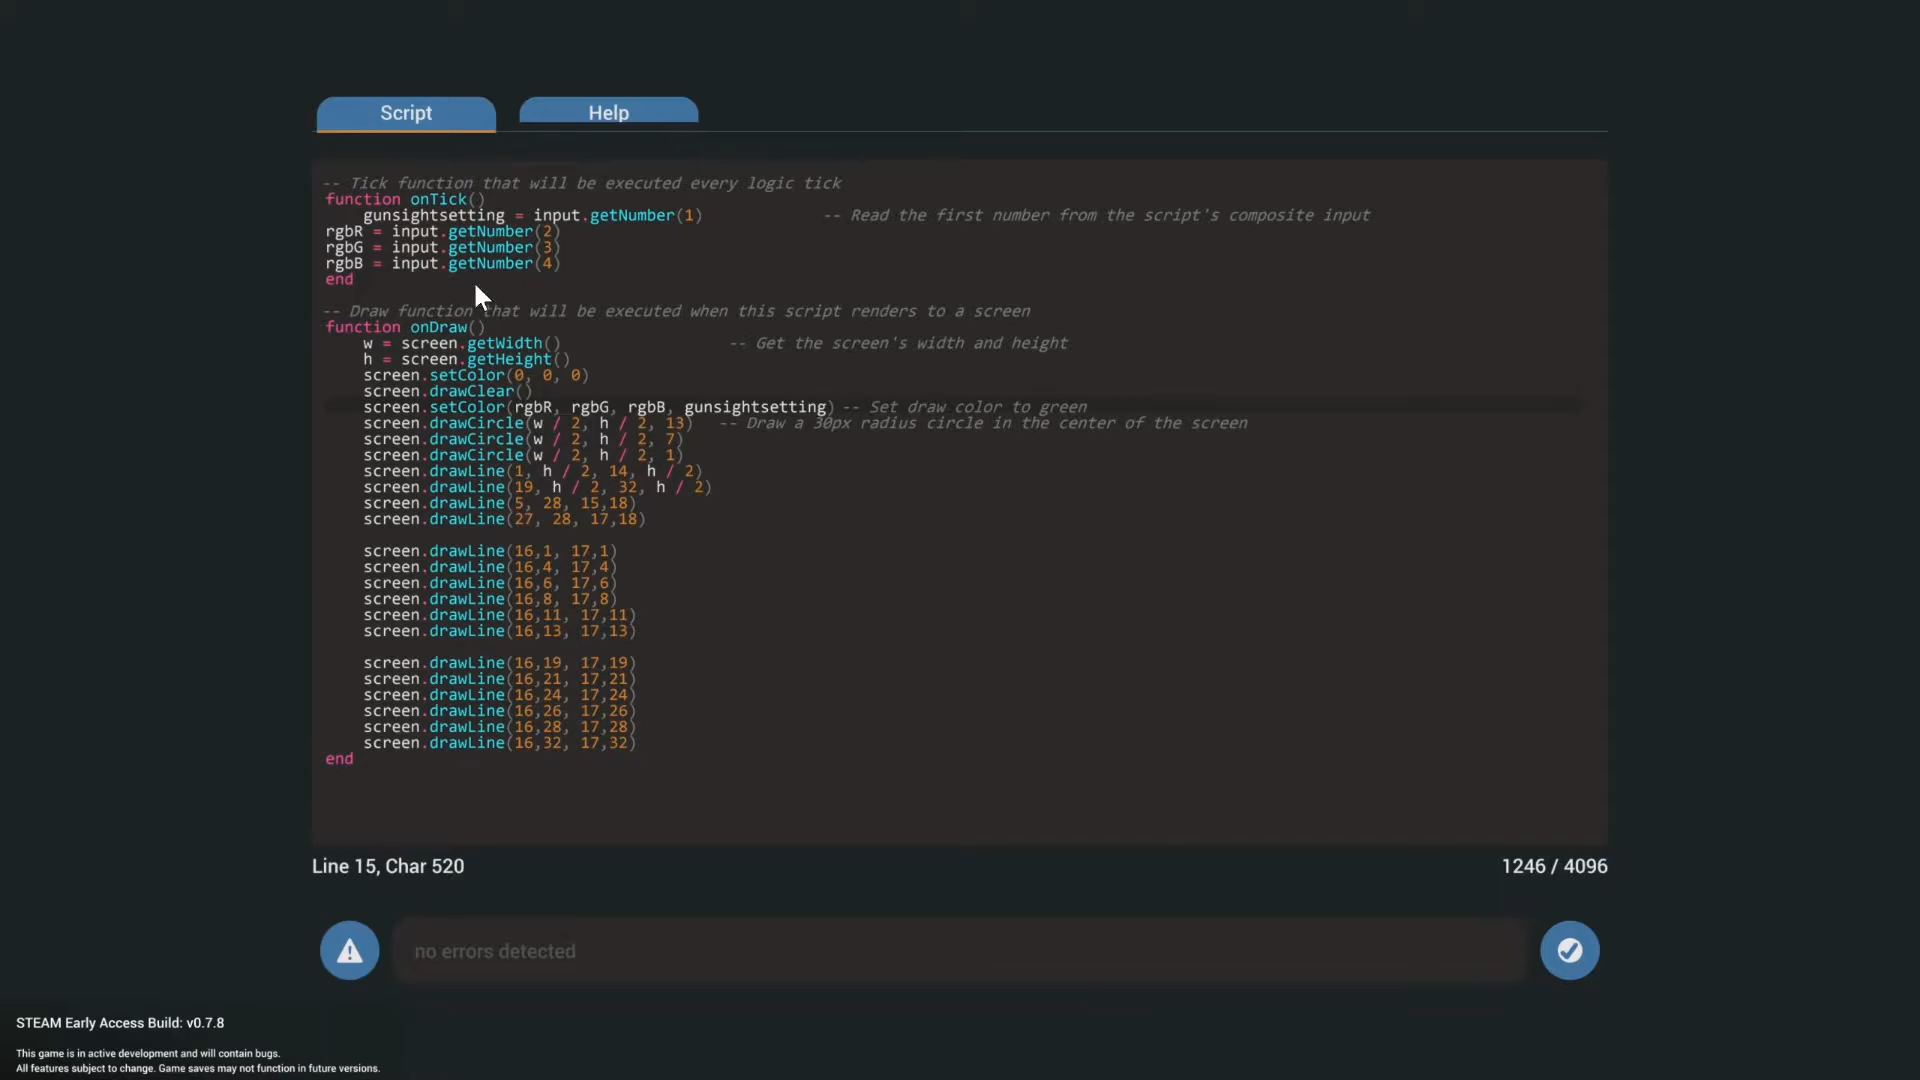 Script
Help
-- Tick function that will be executed every logic tick
function onTick()
    gunsightsetting = input.getNumber(1)             -- Read the first number from the script's composite input
rgbR = input.getNumber(2)
rgbG = input.getNumber(3)
rgbB = input.getNumber(4)
end
-- Draw function that will be executed when this script renders to a screen
function onDraw()
    w = screen.getWidth()                  -- Get the screen's width and height
    h = screen.getHeight()
    screen.setColor(0, 0, 0)
    screen.drawClear()
    screen.setColor(rgbR, rgbG, rgbB, gunsightsetting) -- Set draw color to green
    screen.drawCircle(w / 2, h / 2, 13)   -- Draw a 30px radius circle in the center of the screen
    screen.drawCircle(w / 2, h / 2, 7)
    screen.drawCircle(w / 2, h / 2, 1)
    screen.drawLine(1, h / 2, 14, h / 2)
    screen.drawLine(19, h / 2, 32, h / 2)
    screen.drawLine(5, 28, 15,18)
    screen.drawLine(27, 28, 17,18)
    screen.drawLine(16,1, 17,1)
    screen.drawLine(16,4, 17,4)
    screen.drawLine(16,6, 17,6)
    screen.drawLine(16,8, 17,8)
    screen.drawLine(16,11, 17,11)
    screen.drawLine(16,13, 17,13)
    screen.drawLine(16,19, 17,19)
    screen.drawLine(16,21, 17,21)
    screen.drawLine(16,24, 17,24)
    screen.drawLine(16,26, 17,26)
    screen.drawLine(16,28, 17,28)
    screen.drawLine(16,32, 17,32)
end
Line 15, Char 520
1246 / 4096
no errors detected
STEAM Early Access Build: v0.7.8
This game is in active development and will contain bugs.
All features subject to change. Game saves may not function in future versions.